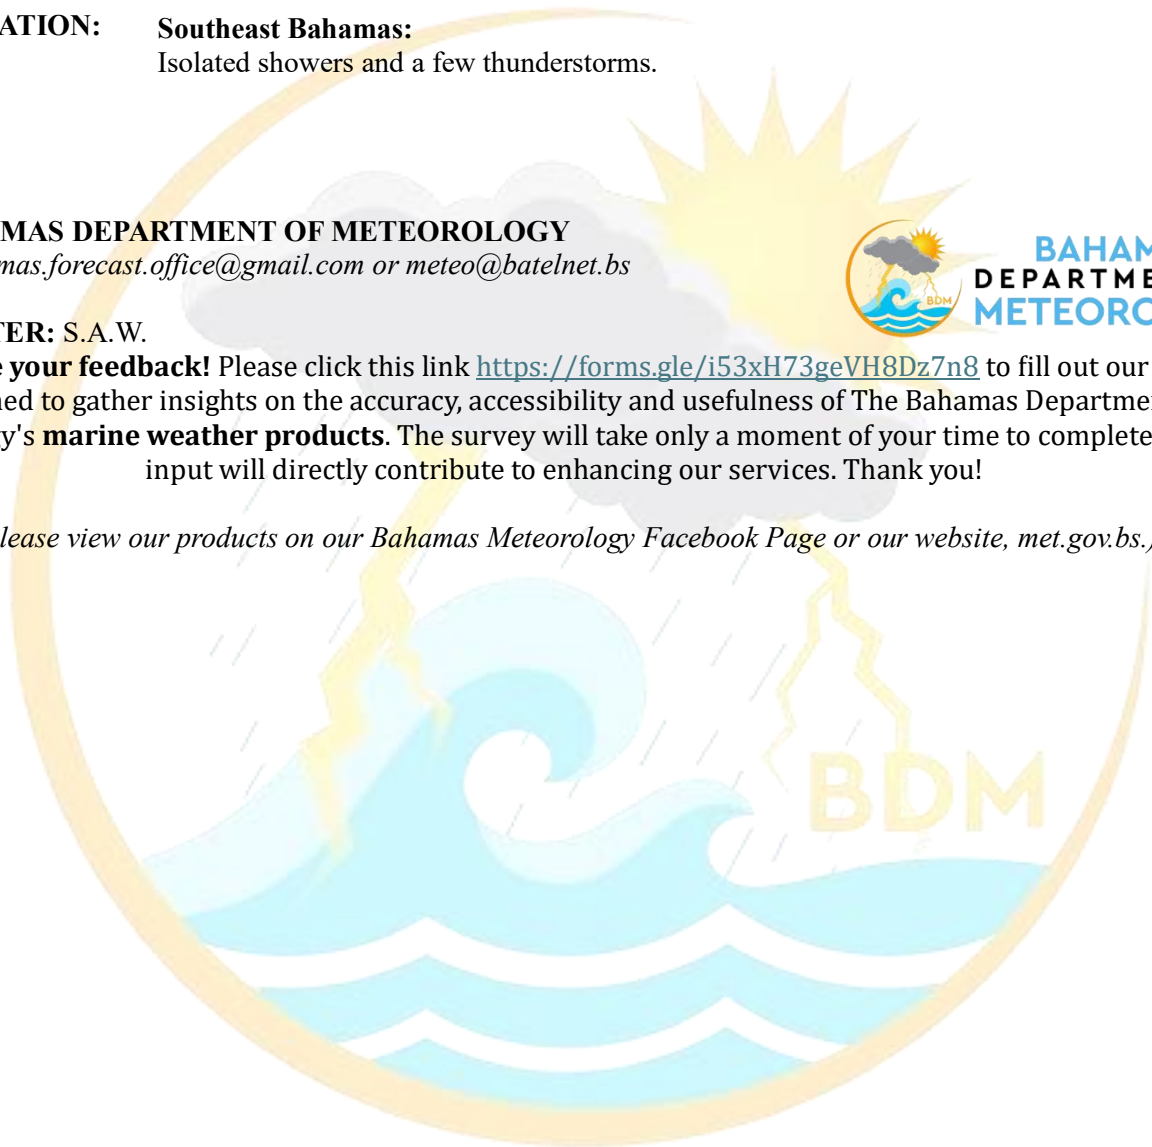 ATION: Southeast Bahamas:
Isolated showers and a few thunderstorms.
MAS DEPARTMENT OF METEOROLOGY
mas.forecast.office@gmail.com or meteo@batelnet.bs
BAHAM
DEPARTME
METEORO
BDM
TER: S.A.W.
e your feedback! Please click this link https://forms.gle/i53xH73geVH8Dz7n8 to fill out our
ned to gather insights on the accuracy, accessibility and usefulness of The Bahamas Departme
y's marine weather products. The survey will take only a moment of your time to complete
input will directly contribute to enhancing our services. Thank you!
lease view our products on our Bahamas Meteorology Facebook Page or our website, met.gov.bs.)
BDM